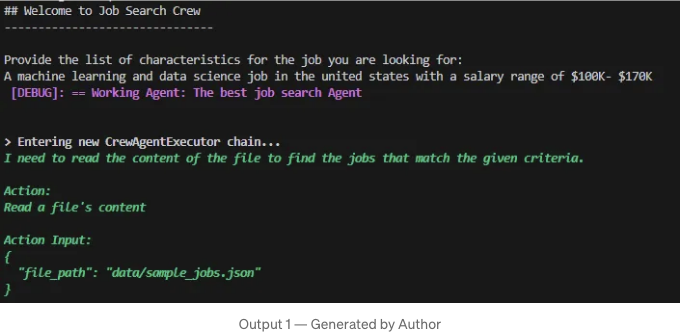 ## Welcome to Job Search Crew
-----------------------------
Provide the list of characteristics for the job you are looking for:
A machine learning and data science job in the united states with a salary range of $100K- $170K
[DEBUG]: == Working Agent: The best job search Agent
> Entering new CrewAgentExecutor chain...
I need to read the content of the file to find the jobs that match the given criteria.
Action:
Read a file's content
Action Input:
{
"file_path": "data/sample_jobs.json"
}
Output 1 — Generated by Author